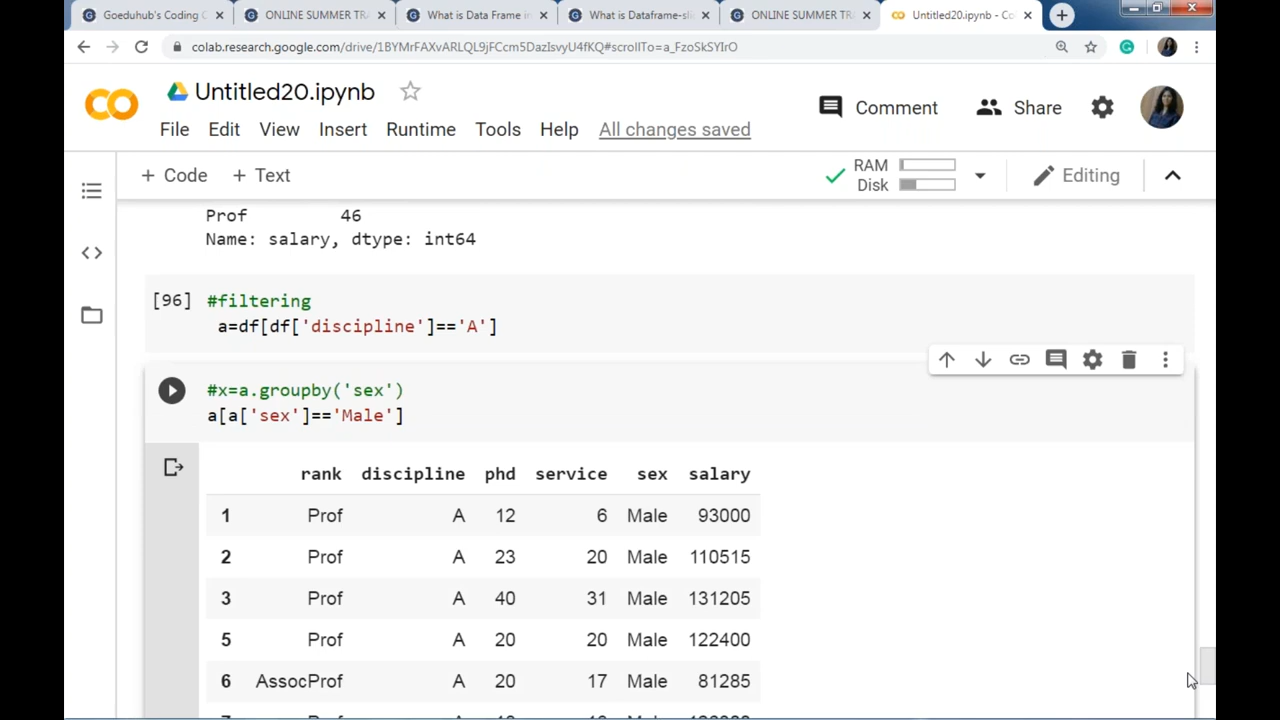 Goeduhub's Coding C
ONLINE SUMMER TRA
What is Data Frame in
What is Dataframe-sli
ONLINE SUMMER TRA
Untitled20.ipynb - Co
colab.research.google.com/drive/1BYMrFAXvARLQL9jFCcm5DazIsvyU4fKQ#scrollTo=a_FzoSkSYIrO
Untitled20.ipynb
Comment
Share
File Edit View Insert Runtime Tools Help All changes saved
+ Code + Text
RAM
Disk
Editing
Prof 46
Name: salary, dtype: int64
[96] #filtering
a=df[df['discipline']=='A']
#x=a.groupby('sex')
a[a['sex']=='Male']
rank discipline phd service sex salary
1 Prof A 12 6 Male 93000
2 Prof A 23 20 Male 110515
3 Prof A 40 31 Male 131205
5 Prof A 20 20 Male 122400
6 AssocProf A 20 17 Male 81285